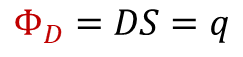 Φ_D = DS = q